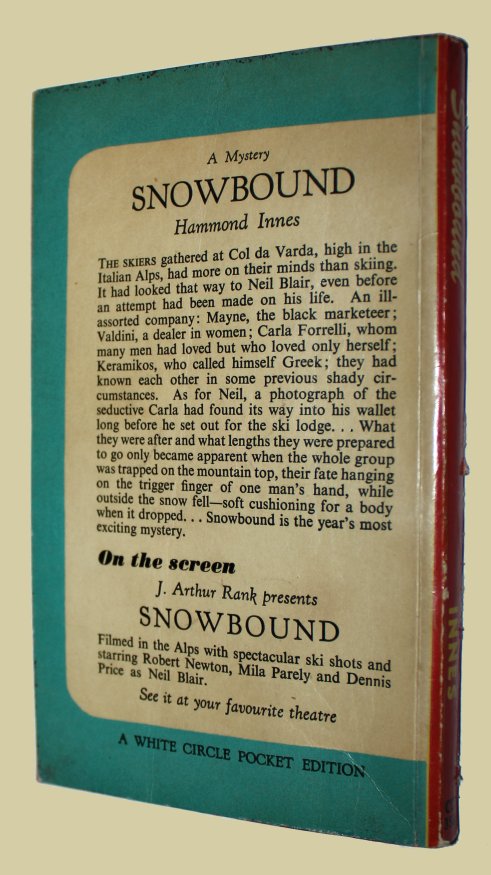 A Mystery
SNOWBOUND
Hammond Innes
THE SKIERS gathered at Col da Varda, high in the
Italian Alps, had more on their minds than skiing.
It had looked that way to Neil Blair, even before
an attempt had been made on his life. An ill-
assorted company: Mayne, the black marketeer;
Valdini, a dealer in women; Carla Forrelli, whom
many men had loved but who loved only herself;
Keramikos, who called himself Greek; they had
known each other in some previous shady cir-
cumstances. As for Neil, a photograph of the
seductive Carla had found its way into his wallet
long before he set out for the ski lodge. . . What
they were after and what lengths they were prepared
to go only became apparent when the whole group
was trapped on the mountain top, their fate hanging
on the trigger finger of one man's hand, while
outside the snow fell—soft cushioning for a body
when it dropped. . . Snowbound is the year's most
exciting mystery.
On the screen
J. Arthur Rank presents
SNOWBOUND
Filmed in the Alps with spectacular ski shots and
starring Robert Newton, Mila Parely and Dennis
Price as Neil Blair.
See it at your favourite theatre
A WHITE CIRCLE POCKET EDITION
Snowbound
INNES